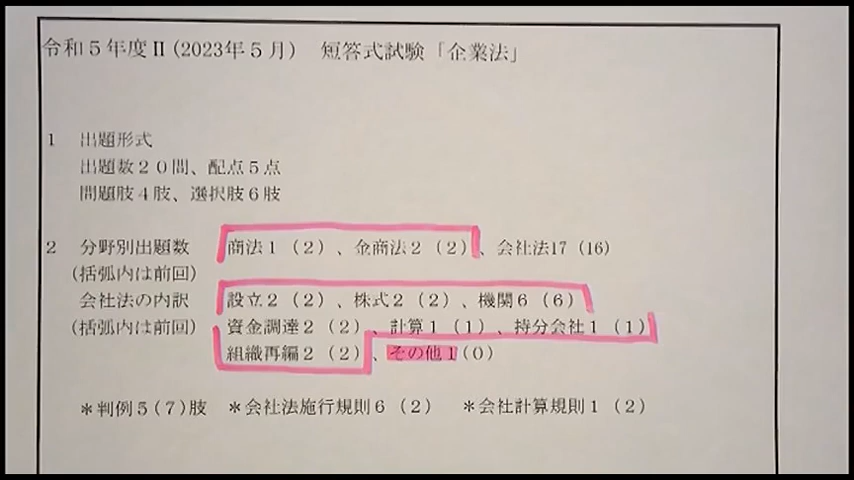 令和５年度Ⅱ(2023年５月)　短答式試験「企業法」
１　出題形式
出題数２０問、配点５点
問題肢４肢、選択肢６肢
２　分野別出題数　商法１（２）、金商法２（２）、会社法17（16）
(括弧内は前回)
会社法の内訳　設立２（２）、株式２（２）、機関６（６）
(括弧内は前回)　資金調達２（２）、計算１（１）、持分会社１（１）
組織再編２（２）、その他１(０)
＊判例５(７)肢　＊会社法施行規則６（２）　＊会社計算規則１（２）